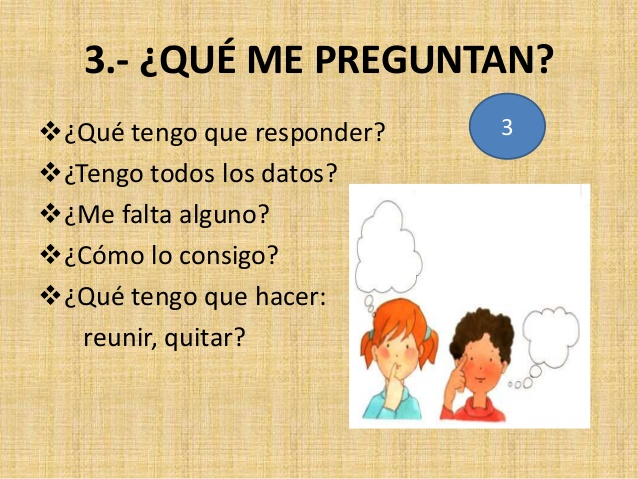 3.- ¿QUÉ ME PREGUNTAN?
3
❖¿Qué tengo que responder?
❖¿Tengo todos los datos?
❖¿Me falta alguno?
❖¿Cómo lo consigo?
❖¿Qué tengo que hacer:
reunir, quitar?